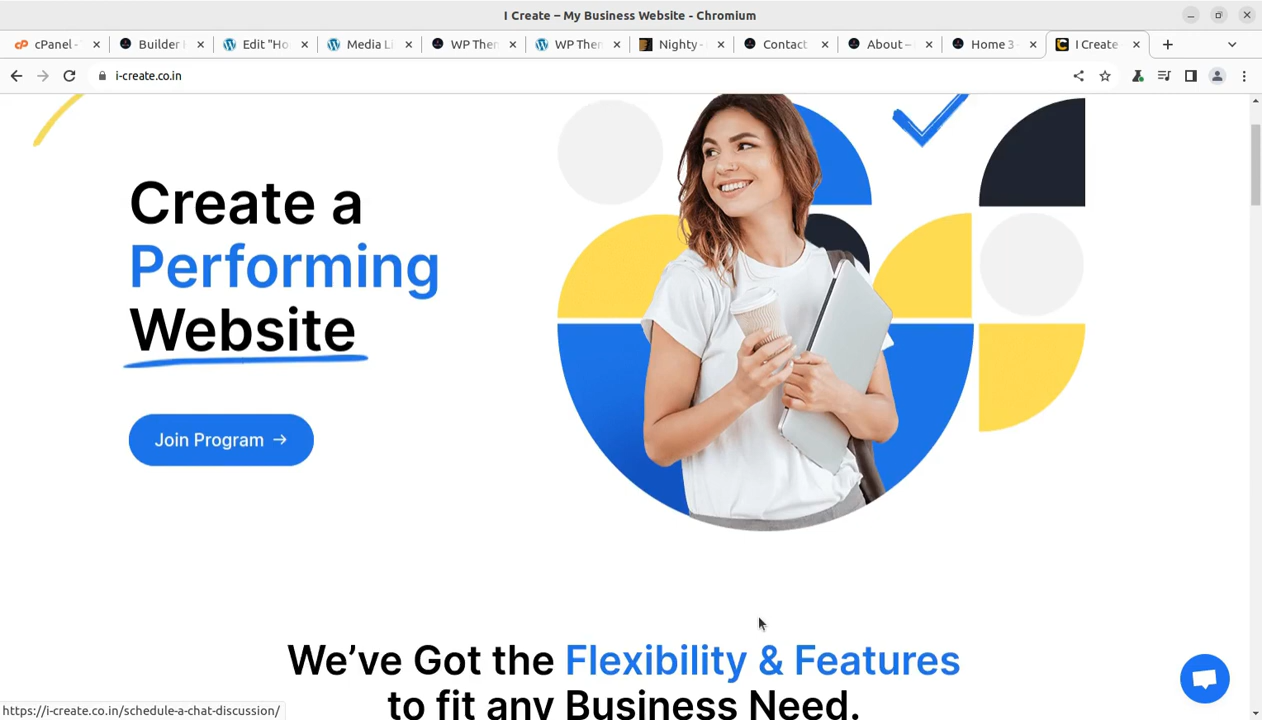 I Create – My Business Website - Chromium
cPanel -
Builder
Edit "Ho
Media Li
WP Then
WP Ther
Nighty -
Contact
About –
Home 3
I Create
i-create.co.in
Create a
Performing
Website
Join Program →
We've Got the Flexibility & Features
to fit any Business Need.
https://i-create.co.in/schedule-a-chat-discussion/